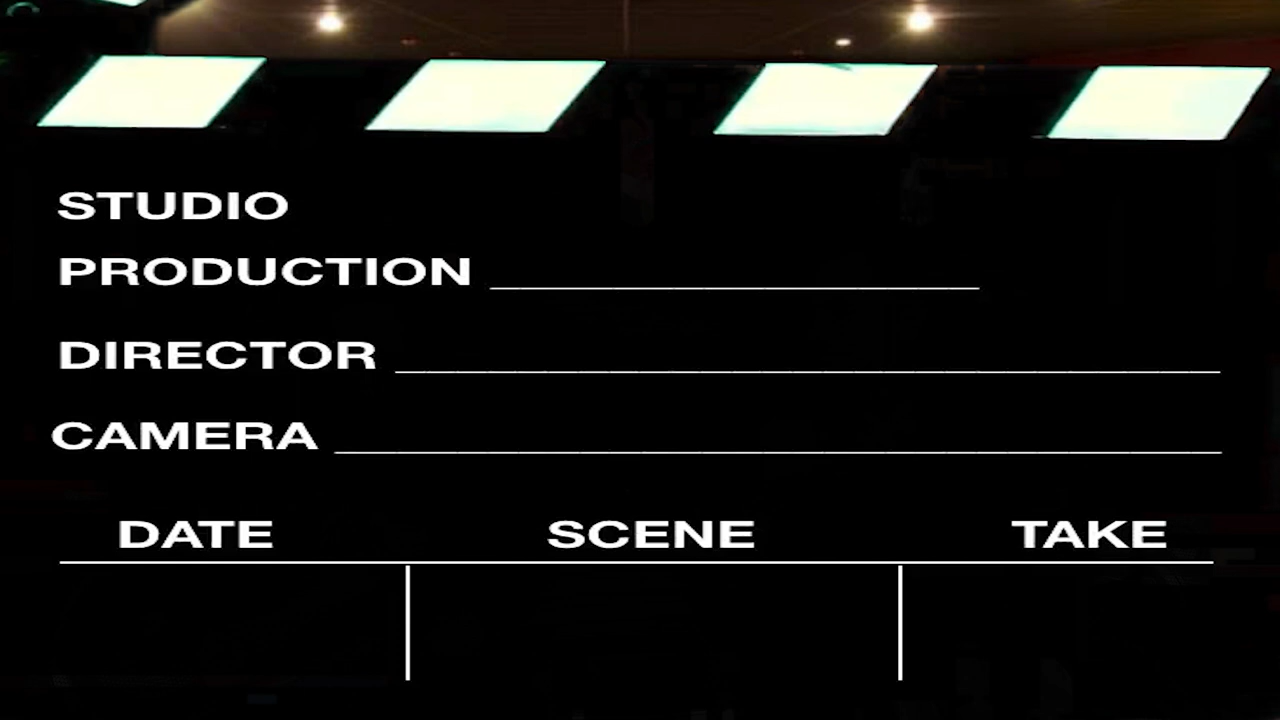 STUDIO
PRODUCTION
DIRECTOR
CAMERA
DATE SCENE TAKE